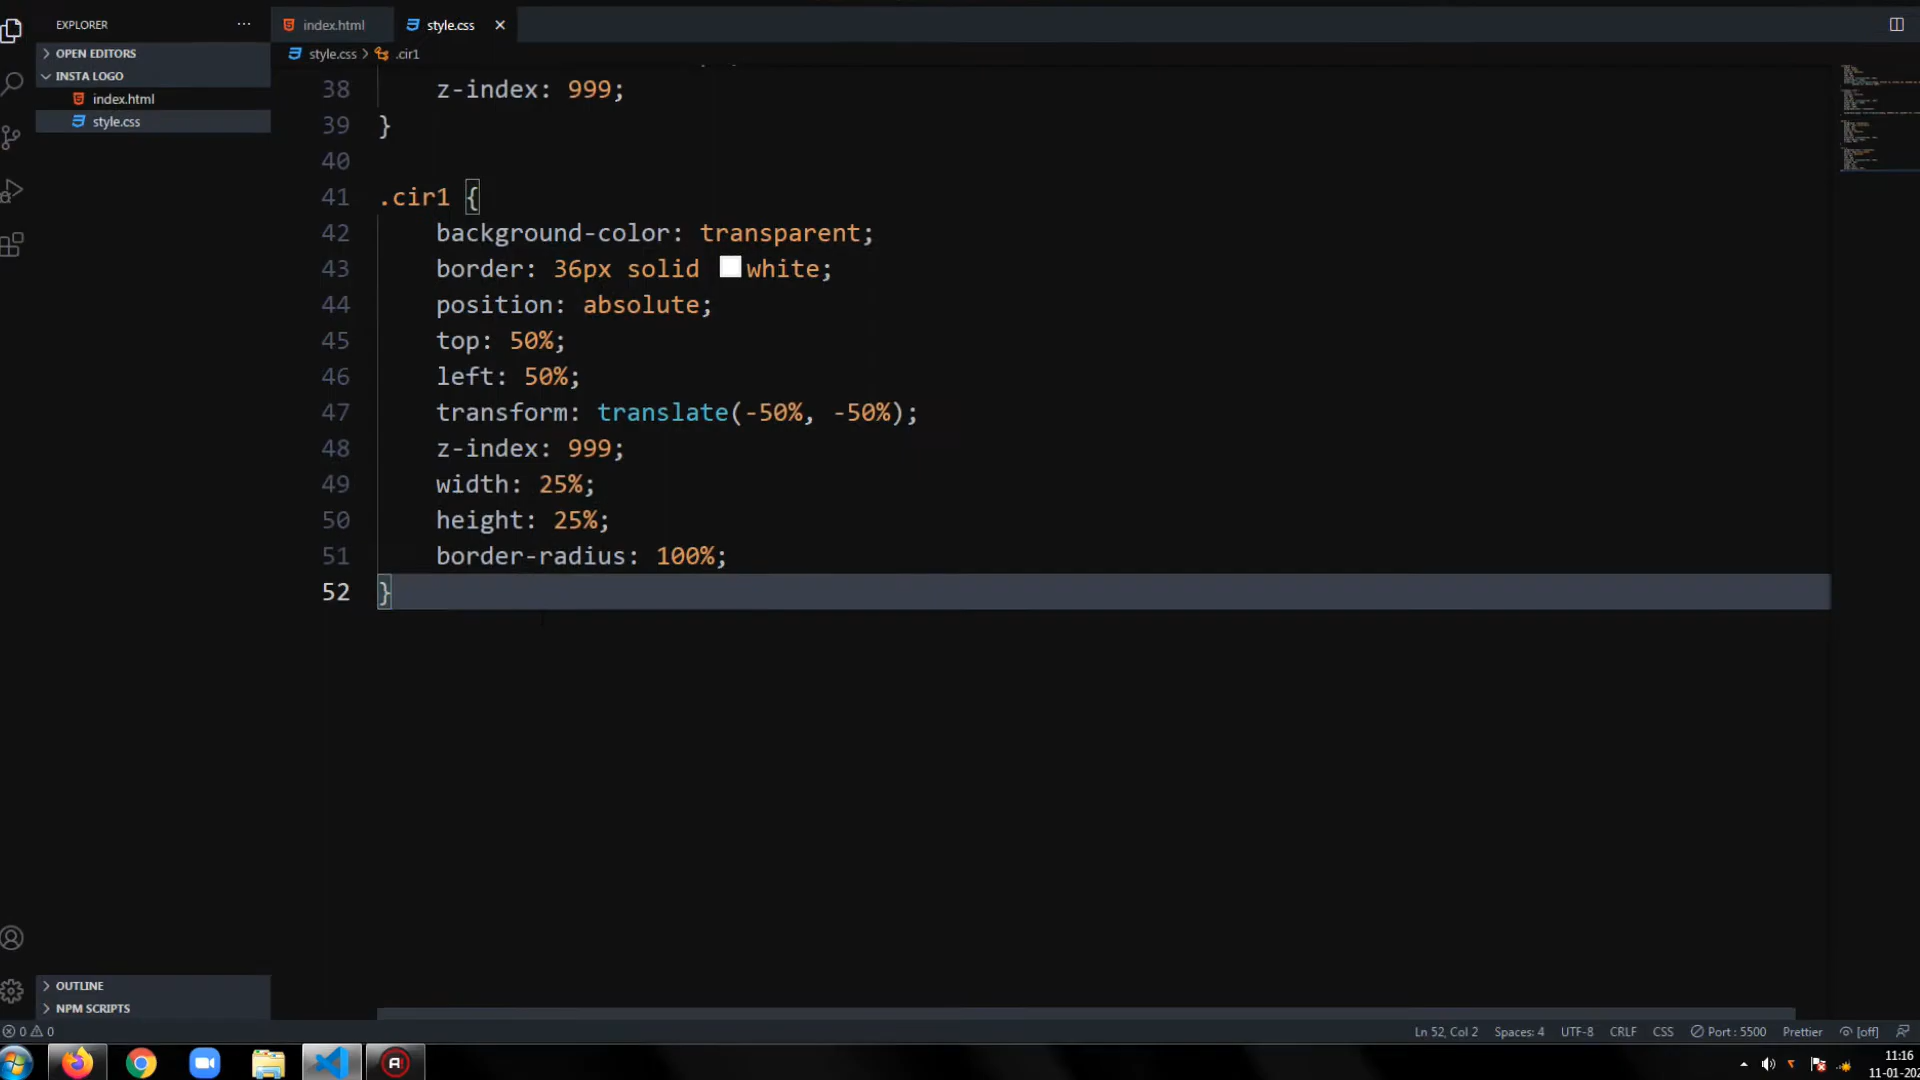 EXPLORER ···
index.html
style.css ×
OPEN EDITORS
INSTA LOGO
index.html
style.css
style.css > .cir1
38 z-index: 999;
39 }
40
41 .cir1 {
42 background-color: transparent;
43 border: 36px solid white;
44 position: absolute;
45 top: 50%;
46 left: 50%;
47 transform: translate(-50%, -50%);
48 z-index: 999;
49 width: 25%;
50 height: 25%;
51 border-radius: 100%;
52 }
OUTLINE
NPM SCRIPTS
0 0
Ln 52, Col 2 Spaces: 4 UTF-8 CRLF CSS Port : 5500 Prettier [off]
11:16
11-01-202